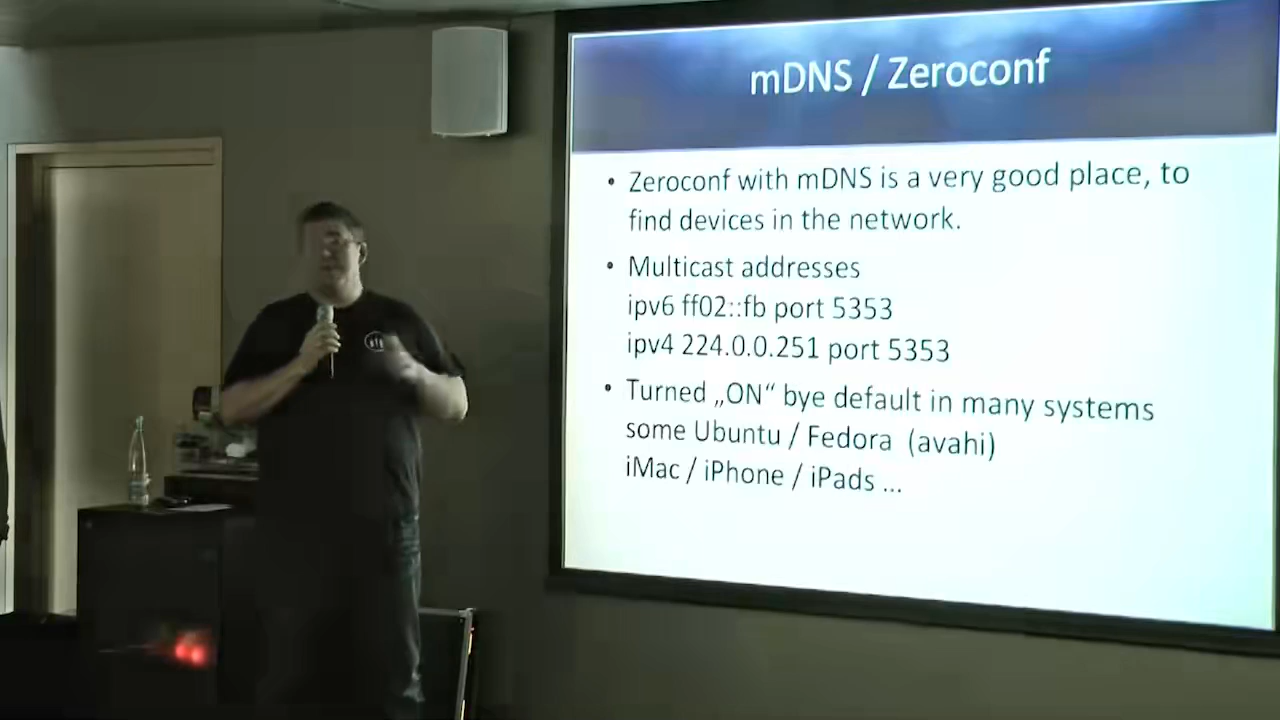 mDNS / Zeroconf
• Zeroconf with mDNS is a very good place, to
find devices in the network.
• Multicast addresses
ipv6 ff02::fb port 5353
ipv4 224.0.0.251 port 5353
• Turned „ON“ bye default in many systems
some Ubuntu / Fedora (avahi)
iMac / iPhone / iPads ...